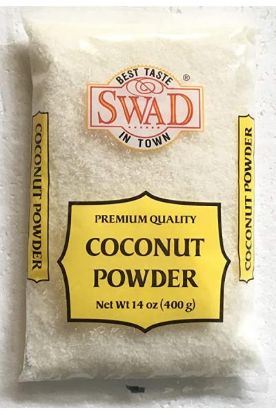 BEST TASTE
SWAD®
IN TOWN
PREMIUM QUALITY
COCONUT
POWDER
Net Wt 14 oz (400 g)
COCONUT POWDER
COCONUT POWDER